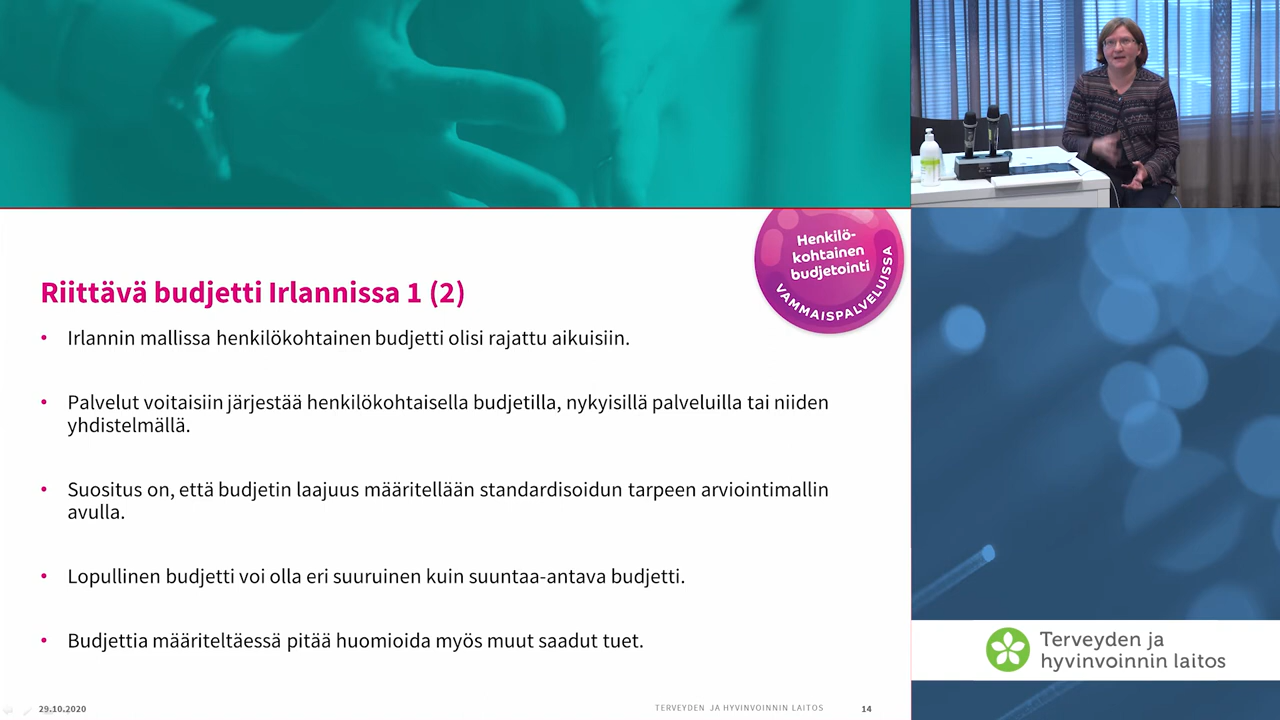 Henkilö-
kohtainen
budjetointi
VAMMAISPALVELUISSA
Riittävä budjetti Irlannissa 1 (2)
• Irlannin mallissa henkilökohtainen budjetti olisi rajattu aikuisiin.
• Palvelut voitaisiin järjestää henkilökohtaisella budjetilla, nykyisillä palveluilla tai niiden
yhdistelmällä.
• Suositus on, että budjetin laajuus määritellään standardisoidun tarpeen arviointimallin
avulla.
• Lopullinen budjetti voi olla eri suuruinen kuin suuntaa-antava budjetti.
• Budjettia määriteltäessä pitää huomioida myös muut saadut tuet.
29.10.2020
TERVEYDEN JA HYVINVOINNIN LAITOS
14
Terveyden ja
hyvinvoinnin laitos